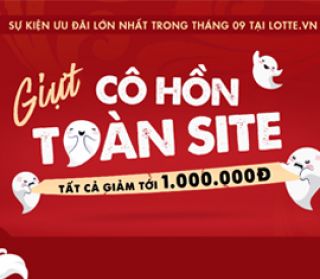 SỰ KIỆN ƯU ĐÃI LỚN NHẤT TRONG THÁNG 09 TẠI LOTTE.VN
Giựt
CÔ HỒN
TOÀN SITE
TẤT CẢ GIẢM TỚI 1.000.000Đ